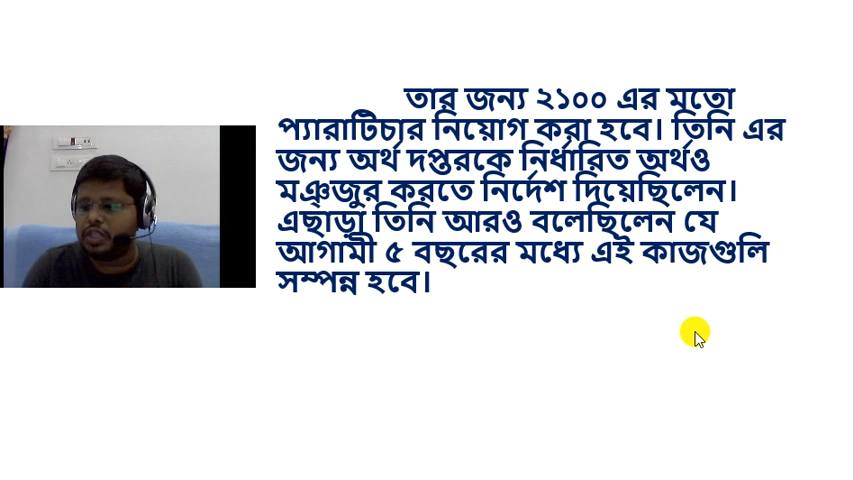 তার জন্য ২১০০ এর মতো
প্যারাটিচার নিয়োগ করা হবে। তিনি এর
জন্য অর্থ দপ্তরকে নির্ধারিত অর্থও
মঞ্জুর করতে নির্দেশ দিয়েছিলেন।
এছাড়া তিনি আরও বলেছিলেন যে
আগামী ৫ বছরের মধ্যে এই কাজগুলি
সম্পন্ন হবে।